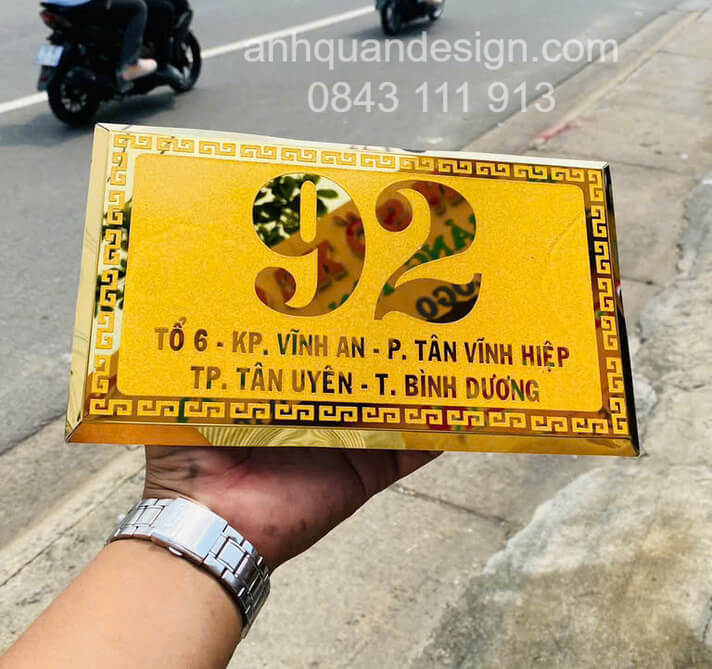 anhquandesign.com
0843 111 913
92
TỔ 6 - KP. VĨNH AN - P. TÂN VĨNH HIỆP
TP. TÂN UYÊN - T. BÌNH DƯƠNG